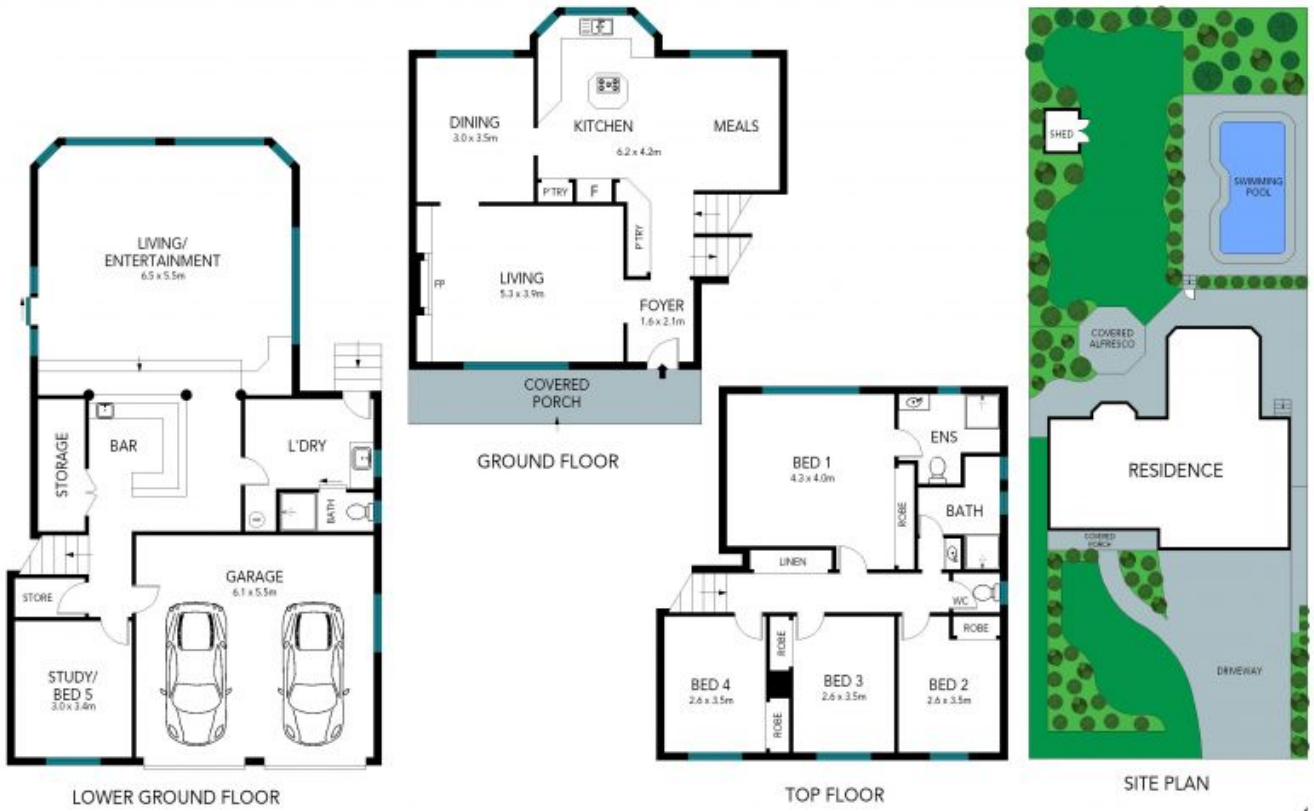 LIVING/
ENTERTAINMENT
6.5 x 5.5m
STORAGE
BAR
L'DRY
BATH
STORE
GARAGE
6.1 x 5.5m
STUDY/
BED 5
3.0 x 3.4m
LOWER GROUND FLOOR
DINING
3.0 x 3.5m
KITCHEN
MEALS
6.2 x 4.2m
P'TRY
F
P'TRY
LIVING
5.3 x 3.9m
FP
FOYER
1.6 x 2.1m
COVERED
PORCH
GROUND FLOOR
BED 1
4.3 x 4.0m
ENS
ROBE
BATH
LINEN
WC
ROBE
ROBE
BED 4
2.6 x 3.5m
BED 3
2.6 x 3.5m
BED 2
2.6 x 3.5m
ROBE
TOP FLOOR
SHED
SWIMMING
POOL
COVERED
ALFRESCO
RESIDENCE
COVERED
PORCH
DRIVEWAY
SITE PLAN